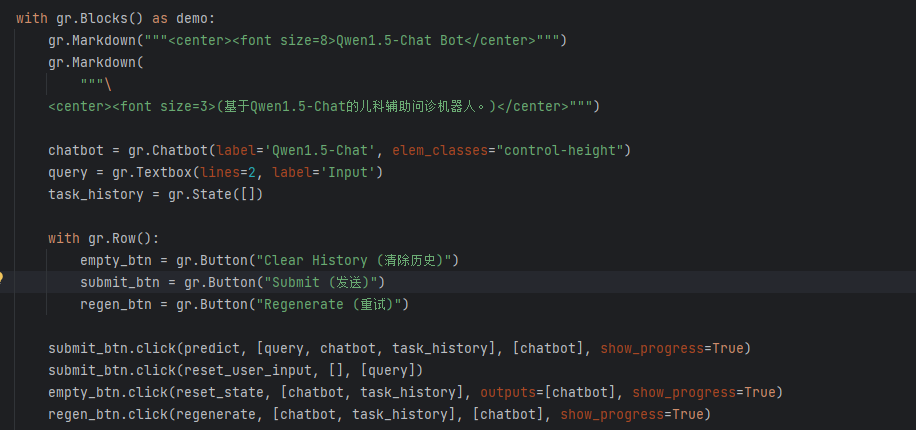 with gr.Blocks() as demo:
    gr.Markdown("""<center><font size=8>Qwen1.5-Chat Bot</center>""")
    gr.Markdown(
        """\
    <center><font size=3>(基于Qwen1.5-Chat的儿科辅助问诊机器人。)</center>""")

    chatbot = gr.Chatbot(label='Qwen1.5-Chat', elem_classes="control-height")
    query = gr.Textbox(lines=2, label='Input')
    task_history = gr.State([])

    with gr.Row():
        empty_btn = gr.Button("Clear History (清除历史)")
        submit_btn = gr.Button("Submit (发送)")
        regen_btn = gr.Button("Regenerate (重试)")

    submit_btn.click(predict, [query, chatbot, task_history], [chatbot], show_progress=True)
    submit_btn.click(reset_user_input, [], [query])
    empty_btn.click(reset_state, [chatbot, task_history], outputs=[chatbot], show_progress=True)
    regen_btn.click(regenerate, [chatbot, task_history], [chatbot], show_progress=True)